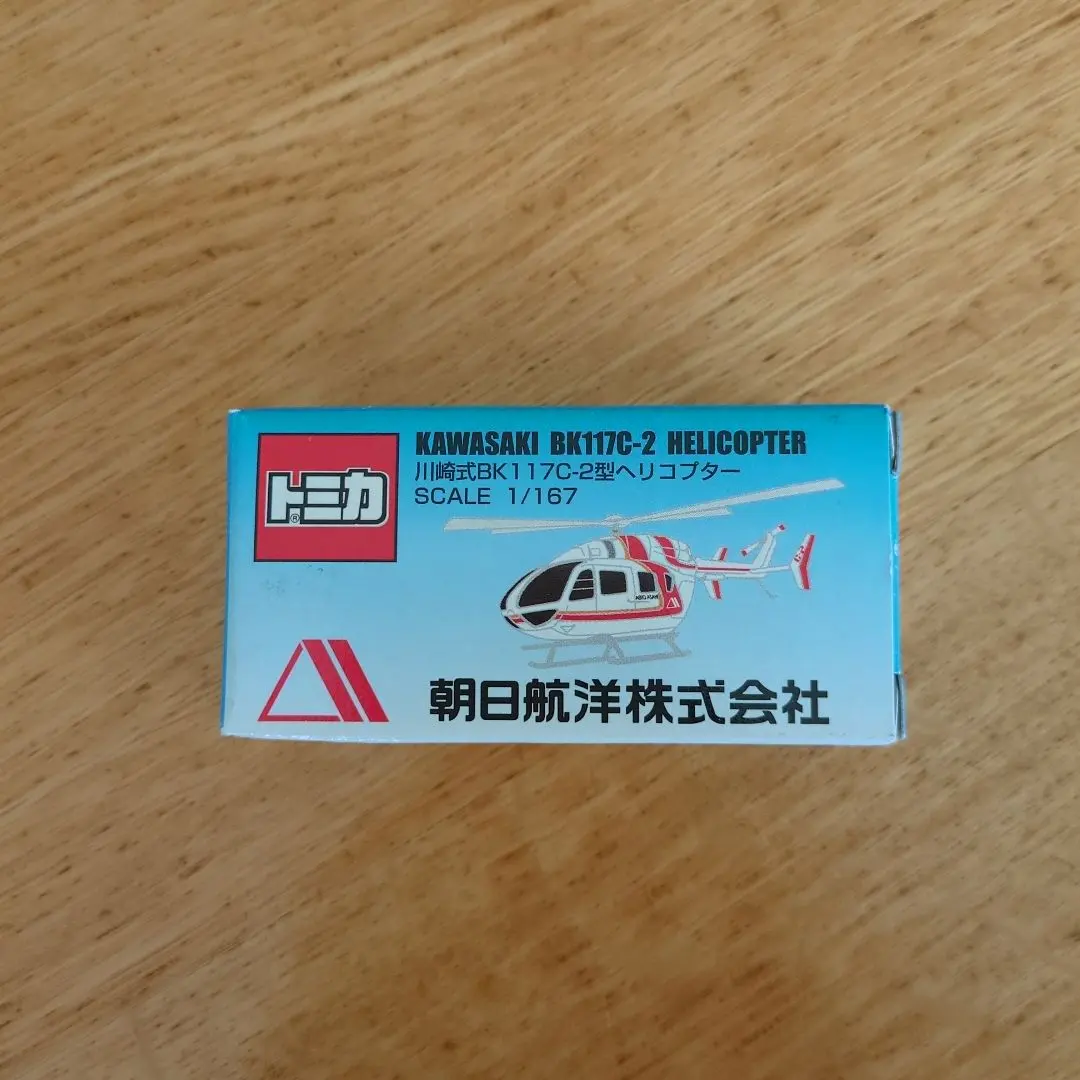 トミカ®
KAWASAKI BK117C-2 HELICOPTER
川崎式BK117C-2型ヘリコプター
SCALE 1/167
朝日航洋株式会社